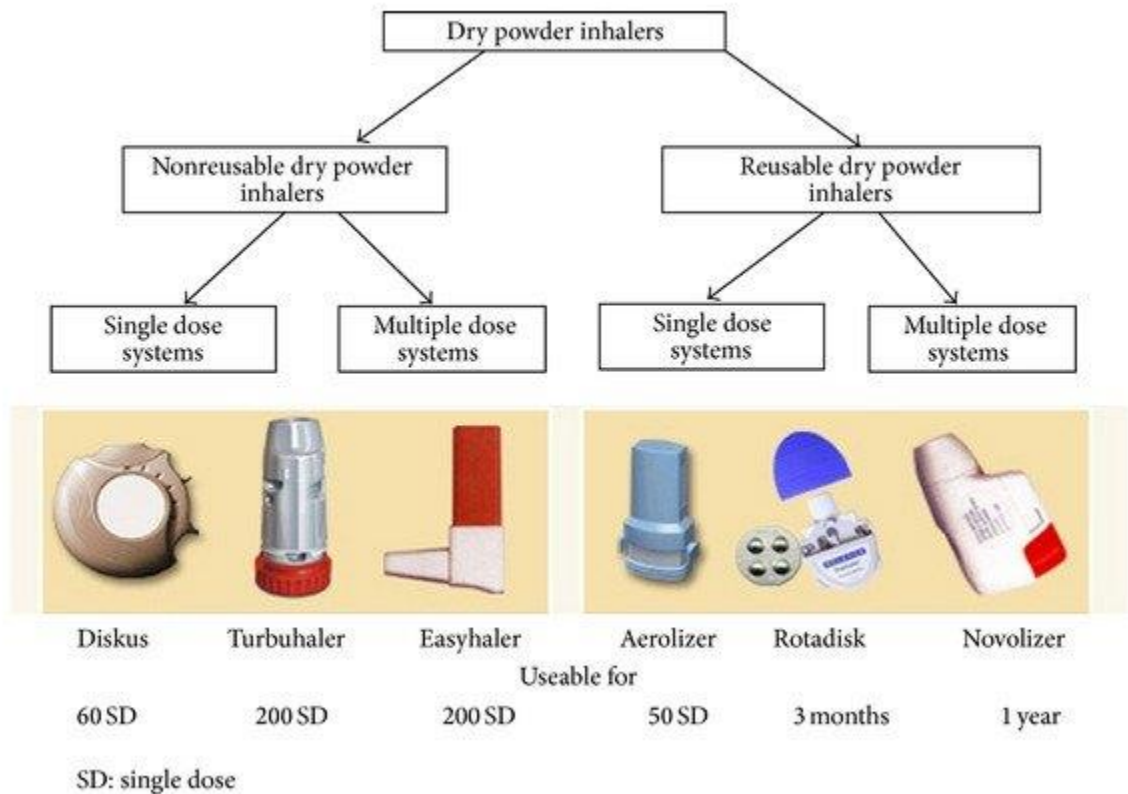 Dry powder inhalers
Nonreusable dry powder
inhalers
Reusable dry powder
inhalers
Single dose
systems
Multiple dose
systems
Single dose
systems
Multiple dose
systems
Diskus Turbuhaler Easyhaler Aerolizer Rotadisk Novolizer
Useable for
60 SD 200 SD 200 SD 50 SD 3 months 1 year
SD: single dose